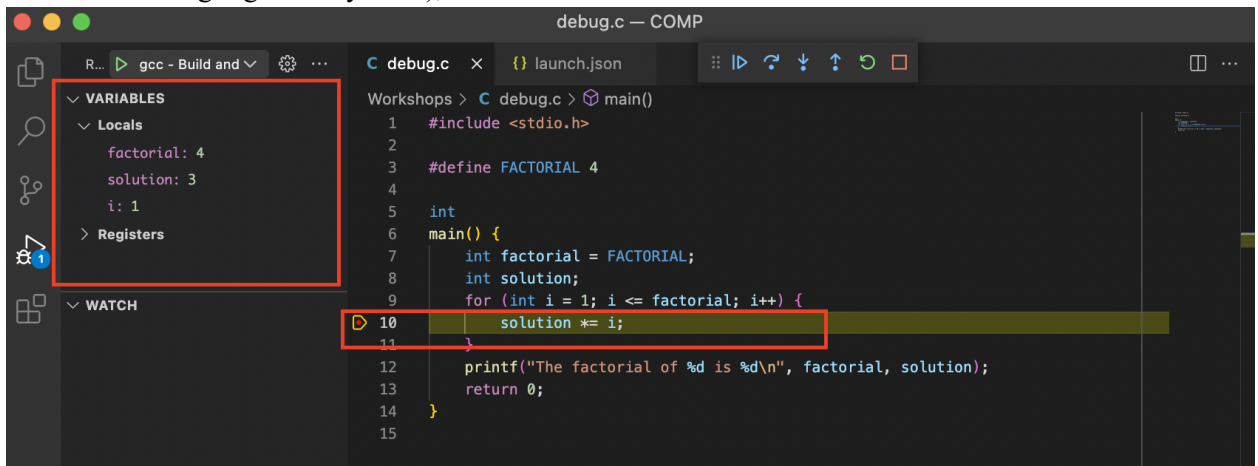 debug.c — COMP
R... gcc - Build and
VARIABLES
Locals
factorial: 4
solution: 3
i: 1
Registers
WATCH
1
C debug.c
{} launch.json
Workshops > C debug.c > main()
1 #include <stdio.h>
2
3 #define FACTORIAL 4
4
5 int
6 main() {
7 int factorial = FACTORIAL;
8 int solution;
9 for (int i = 1; i <= factorial; i++) {
10 solution *= i;
11 }
12 printf("The factorial of %d is %d\n", factorial, solution);
13 return 0;
14 }
15